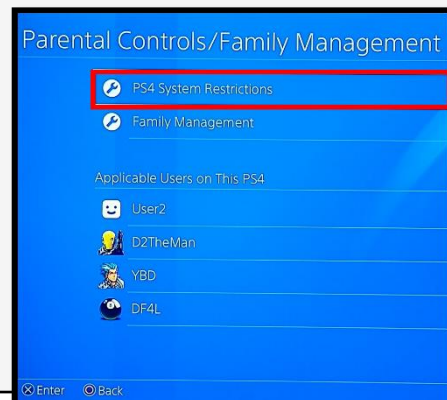 Parental Controls/Family Management
PS4 System Restrictions
Family Management
Applicable Users on This PS4
User2
D2TheMan
YBD
DF4L
Enter Back